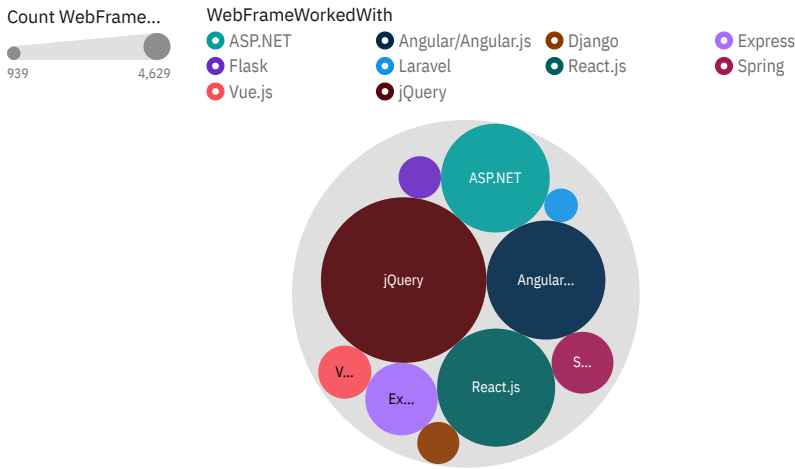 Count WebFrame...
939 4,629
WebFrameWorkedWith
ASP.NET Angular/Angular.js Django Express
Flask Laravel React.js Spring
Vue.js jQuery
ASP.NET
jQuery Angular...
V... S...
Ex... React.js